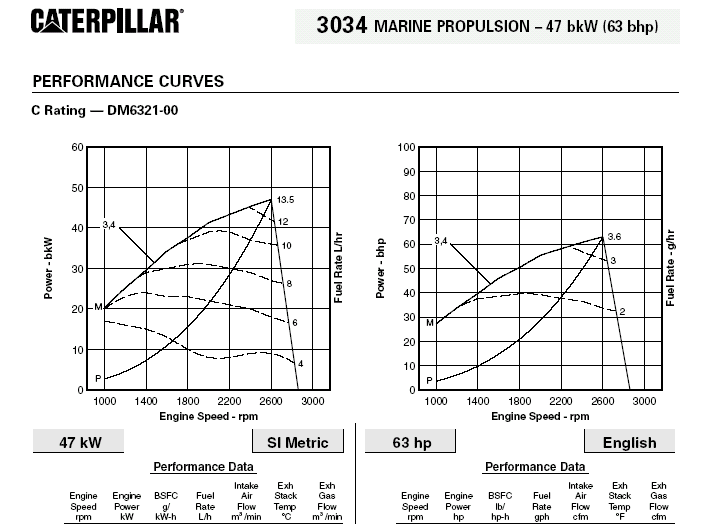 CATERPILLAR®
3034 MARINE PROPULSION – 47 bkW (63 bhp)
PERFORMANCE CURVES
C Rating — DM6321-00
Power - bkW
60
50
40
30
20
10
0
3,4
M
P
13.5
12
10
8
6
4
Fuel Rate L/hr
1000 1400 1800 2200 2600 3000
Engine Speed - rpm
Power - bhp
100
90
80
70
60
50
40
30
20
10
0
3,4
M
P
3.6
3
2
Fuel Rate - g/hr
1000 1400 1800 2200 2600 3000
Engine Speed - rpm
47 kW
SI Metric
Performance Data
Engine Speed rpm
Engine Power kW
BSFC g/ kW-h
Fuel Rate L/h
Intake Air Flow m³/min
Exh Stack Temp °C
Exh Gas Flow m³/min
63 hp
English
Performance Data
Engine Speed rpm
Engine Power hp
BSFC lb/ hp-h
Fuel Rate gph
Intake Air Flow cfm
Exh Stack Temp °F
Exh Gas Flow cfm